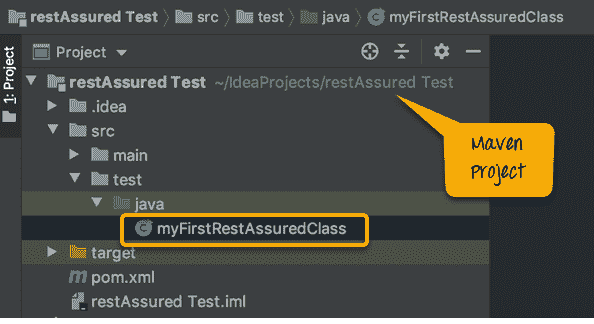 restAssured Test > src > test > java > myFirstRestAssuredClass
1: Project
Project
restAssured Test ~/IdeaProjects/restAssured Test
.idea
src
main
test
java
myFirstRestAssuredClass
target
pom.xml
restAssured Test.iml
Maven
Project